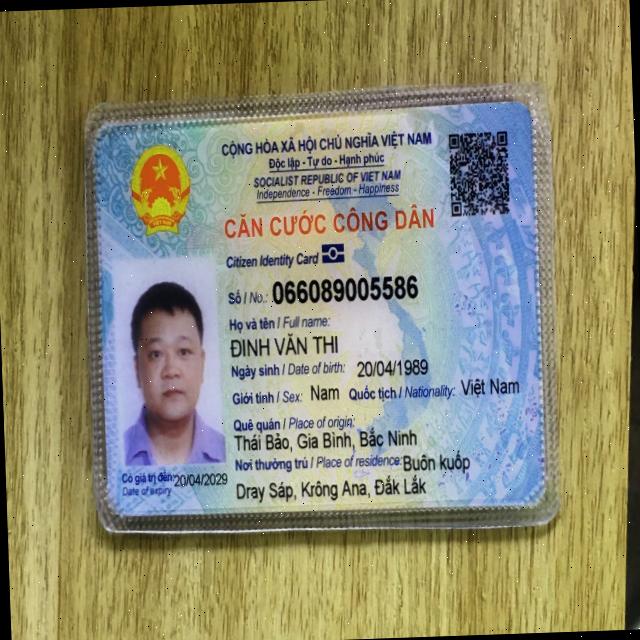 CỘNG HÒA XÃ HỘI CHỦ NGHĨA VIỆT NAM
Độc lập - Tự do - Hạnh phúc
SOCIALIST REPUBLIC OF VIET NAM
Independence - Freedom - Happiness
CĂN CƯỚC CÔNG DÂN
Citizen Identity Card
Số / No.: 066089005586
Họ và tên / Full name:
ĐINH VĂN THI
Ngày sinh / Date of birth: 20/04/1989
Giới tính / Sex: Nam Quốc tịch / Nationality: Việt Nam
Quê quán / Place of origin:
Thái Bảo, Gia Bình, Bắc Ninh
Nơi thường trú / Place of residence: Buôn kuốp
Dray Sáp, Krông Ana, Đắk Lắk
Có giá trị đến: 20/04/2029
Date of expiry